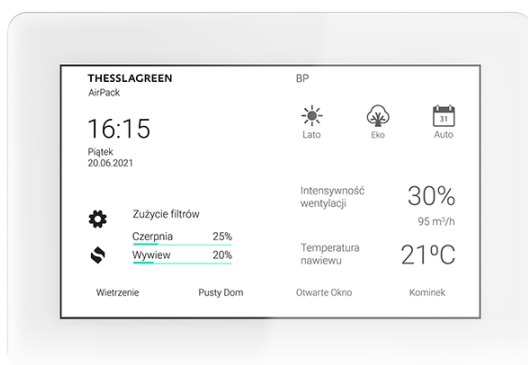 THESSLAGREEN
AirPack
BP
16:15
Piątek
20.06.2021
31
Lato
Eko
Auto
Zużycie filtrów
Czerpnia 25%
Wywiew 20%
Intensywność
wentylacji
30%
95 m³/h
Temperatura
nawiewu
21ºC
Wietrzenie
Pusty Dom
Otwarte Okno
Kominek